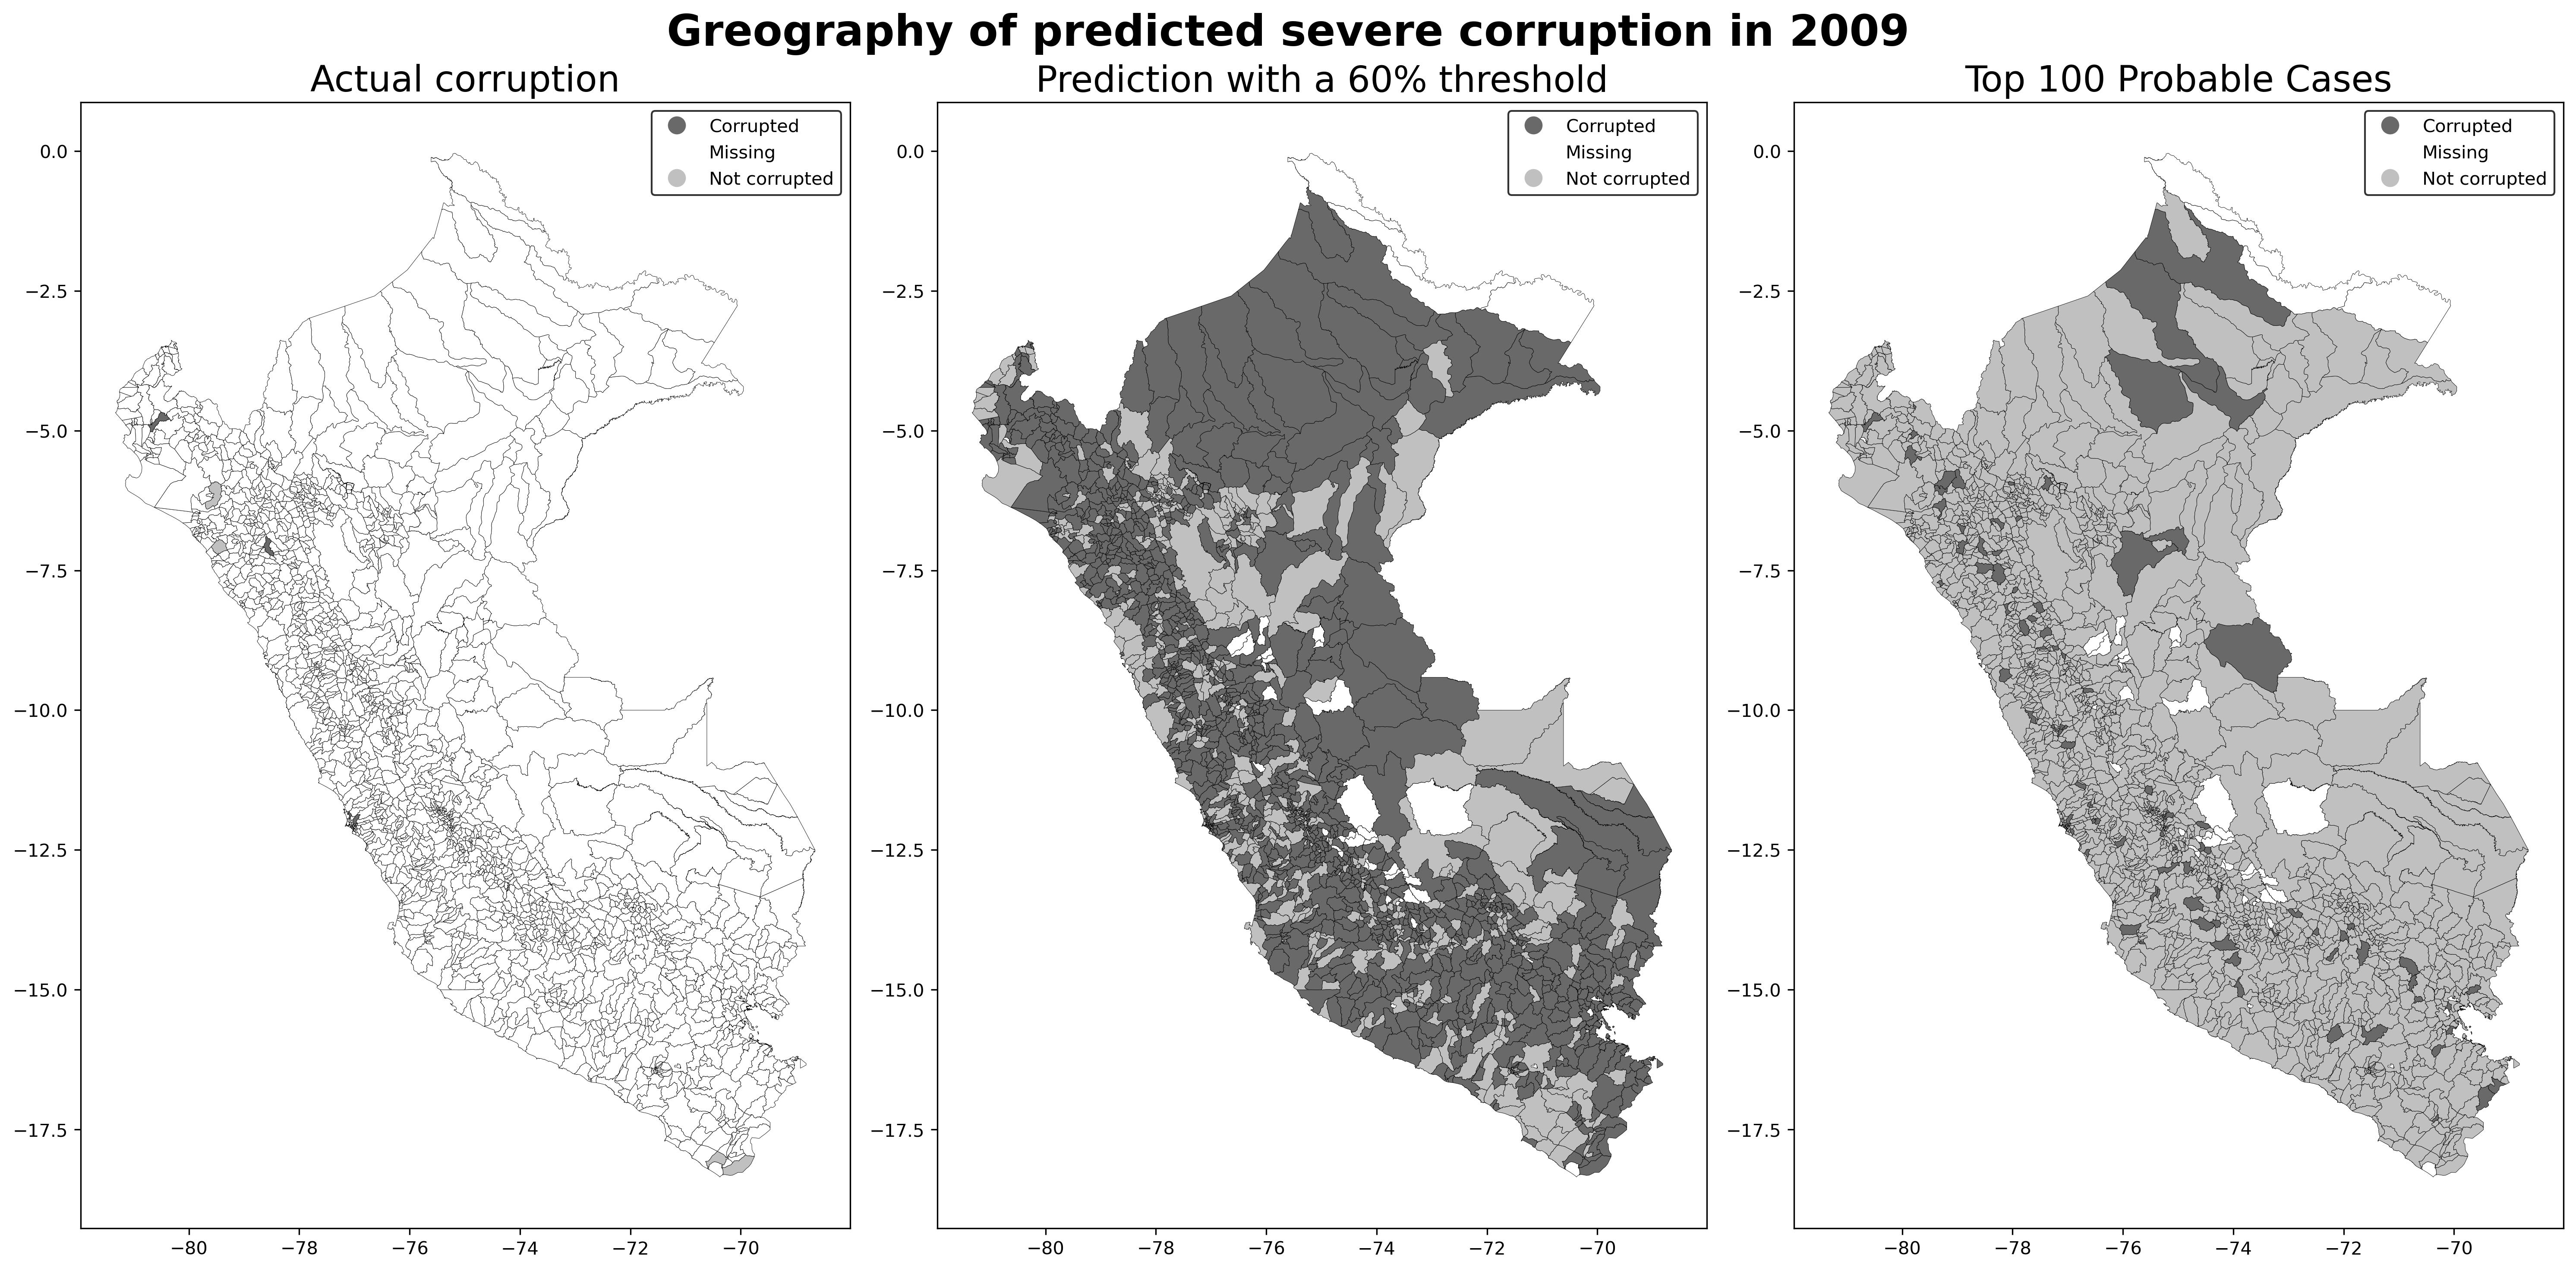 Greography of predicted severe corruption in 2009
Actual corruption
Prediction with a 60% threshold
Top 100 Probable Cases
Corrupted
Missing
Not corrupted
0.0
−2.5
−5.0
−7.5
−10.0
−12.5
−15.0
−17.5
−80 −78 −76 −74 −72 −70
Corrupted
Missing
Not corrupted
0.0
−2.5
−5.0
−7.5
−10.0
−12.5
−15.0
−17.5
−80 −78 −76 −74 −72 −70
Corrupted
Missing
Not corrupted
0.0
−2.5
−5.0
−7.5
−10.0
−12.5
−15.0
−17.5
−80 −78 −76 −74 −72 −70